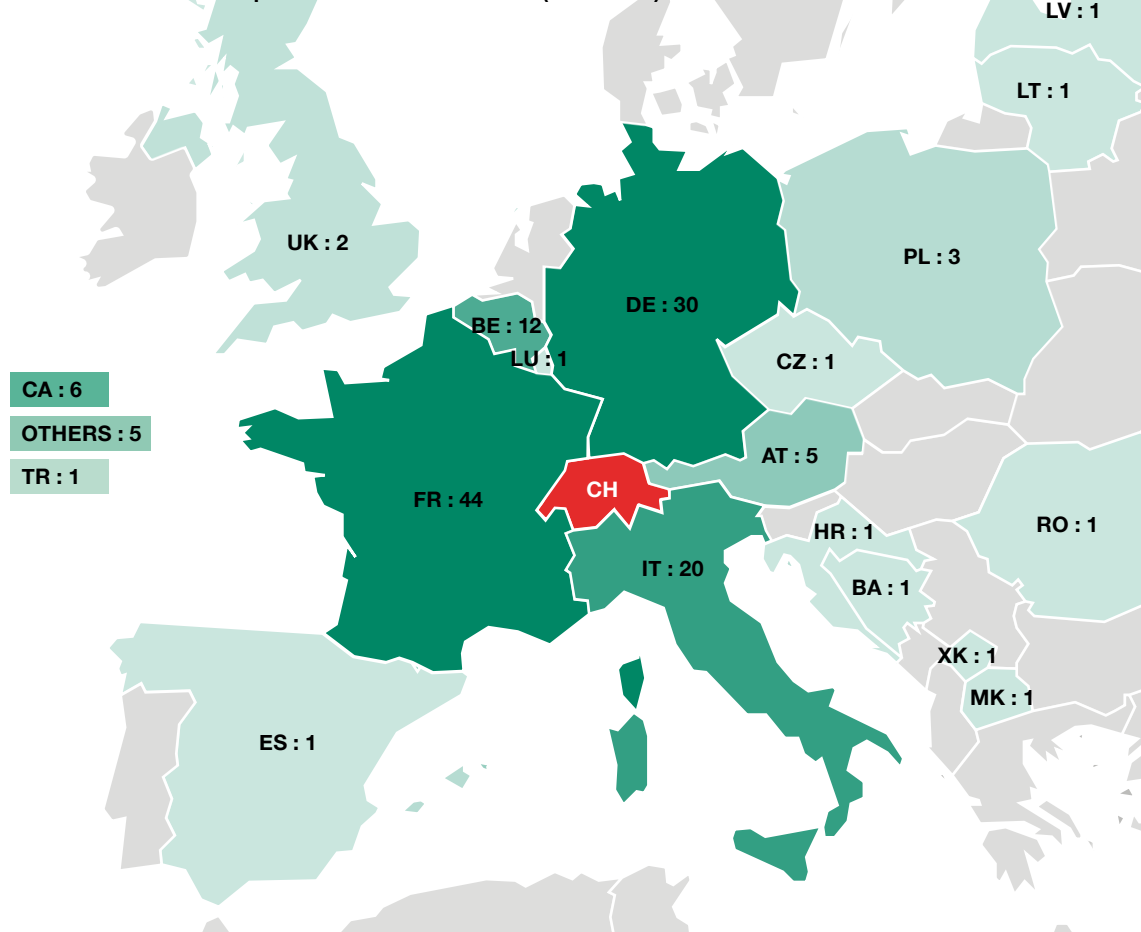 LV : 1
LT : 1
UK : 2
PL : 3
DE : 30
BE : 12
LU : 1
CZ : 1
CA : 6
OTHERS : 5
TR : 1
AT : 5
CH
FR : 44
HR : 1
RO : 1
IT : 20
BA : 1
XK : 1
MK : 1
ES : 1